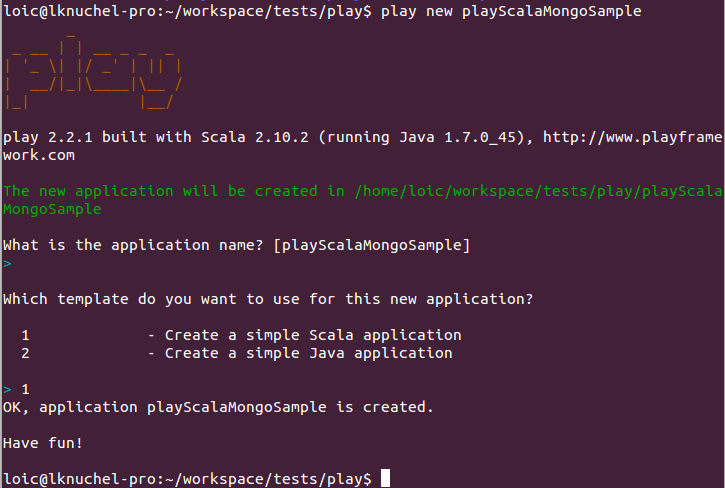 loic@lknuchel-pro:~/workspace/tests/play$ play new playScalaMongoSample
       _
 _ __ | | __ _ _  _
| '_ \| |/ _' | || |
|  __/|_|\____|\__ /
|_|            |__/
play 2.2.1 built with Scala 2.10.2 (running Java 1.7.0_45), http://www.playframe
work.com
The new application will be created in /home/loic/workspace/tests/play/playScala
MongoSample
What is the application name? [playScalaMongoSample]
>
Which template do you want to use for this new application?
  1             - Create a simple Scala application
  2             - Create a simple Java application
> 1
OK, application playScalaMongoSample is created.
Have fun!
loic@lknuchel-pro:~/workspace/tests/play$